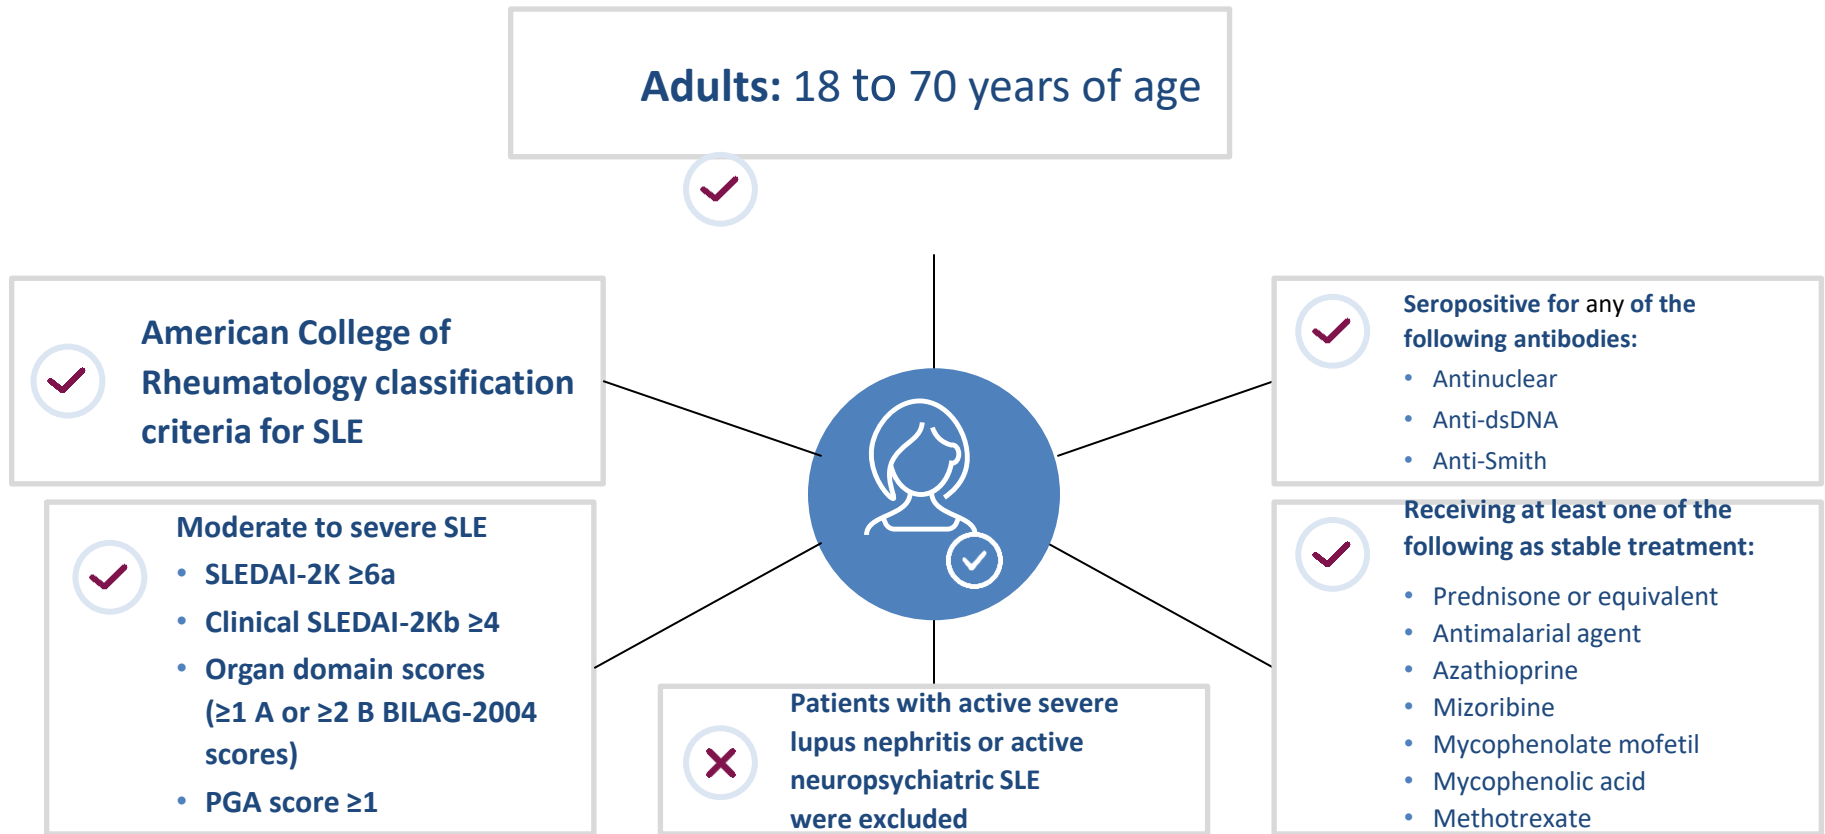 Adults: 18 to 70 years of age
American College of
Rheumatology classification
criteria for SLE
Seropositive for any of the
following antibodies:
• Antinuclear
• Anti-dsDNA
• Anti-Smith
Moderate to severe SLE
• SLEDAI-2K ≥6a
• Clinical SLEDAI-2Kb ≥4
• Organ domain scores
(≥1 A or ≥2 B BILAG-2004
scores)
• PGA score ≥1
Patients with active severe
lupus nephritis or active
neuropsychiatric SLE
were excluded
Receiving at least one of the
following as stable treatment:
• Prednisone or equivalent
• Antimalarial agent
• Azathioprine
• Mizoribine
• Mycophenolate mofetil
• Mycophenolic acid
• Methotrexate